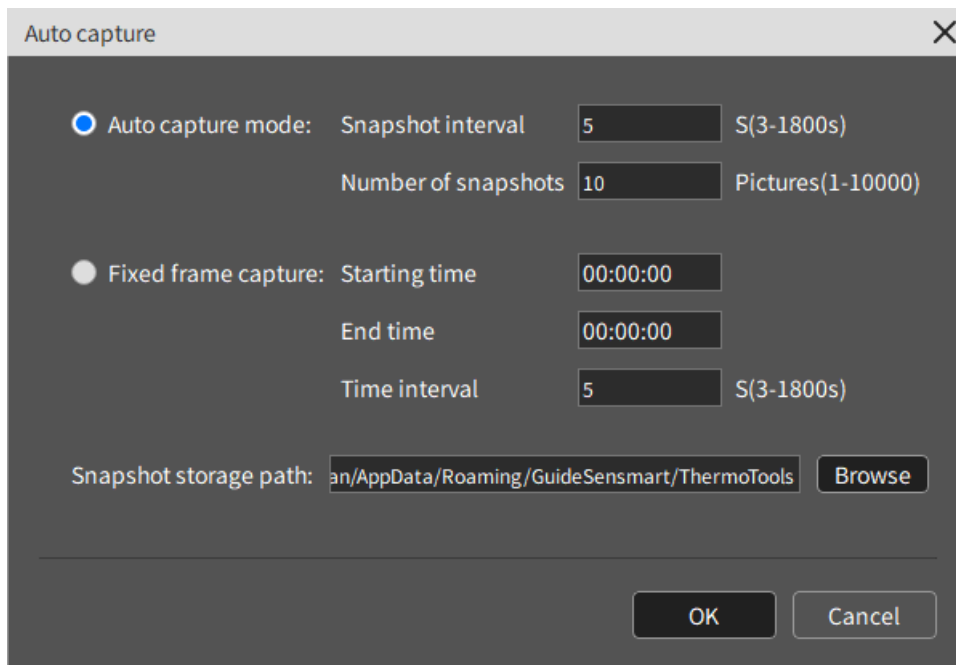 Auto capture
Auto capture mode: Snapshot interval 5 S(3-1800s)
Number of snapshots 10 Pictures(1-10000)
Fixed frame capture: Starting time 00:00:00
End time 00:00:00
Time interval 5 S(3-1800s)
Snapshot storage path: an/AppData/Roaming/GuideSensmart/ThermoTools Browse
OK Cancel